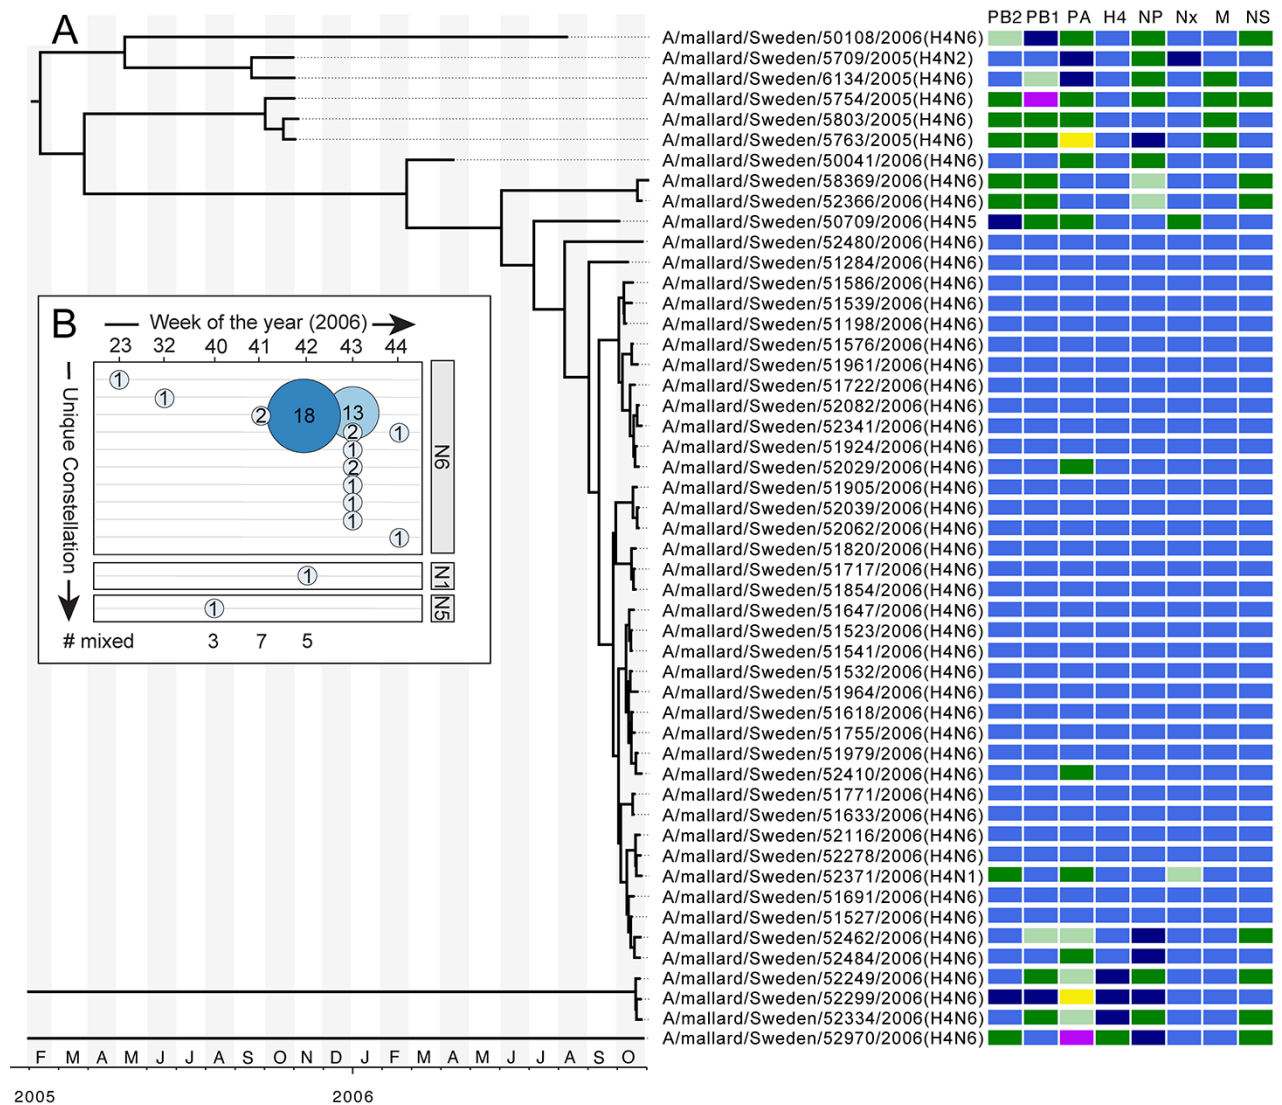 A
PB2 PB1 PA H4 NP Nx M NS
A/mallard/Sweden/50108/2006(H4N6)
A/mallard/Sweden/5709/2005(H4N2)
A/mallard/Sweden/6134/2005(H4N6)
A/mallard/Sweden/5754/2005(H4N6)
A/mallard/Sweden/5803/2005(H4N6)
A/mallard/Sweden/5763/2005(H4N6)
A/mallard/Sweden/50041/2006(H4N6)
A/mallard/Sweden/58369/2006(H4N6)
A/mallard/Sweden/52366/2006(H4N6)
A/mallard/Sweden/50709/2006(H4N5
A/mallard/Sweden/52480/2006(H4N6)
A/mallard/Sweden/51284/2006(H4N6)
A/mallard/Sweden/51586/2006(H4N6)
A/mallard/Sweden/51539/2006(H4N6)
A/mallard/Sweden/51198/2006(H4N6)
A/mallard/Sweden/51576/2006(H4N6)
A/mallard/Sweden/51961/2006(H4N6)
A/mallard/Sweden/51722/2006(H4N6)
A/mallard/Sweden/52082/2006(H4N6)
A/mallard/Sweden/52341/2006(H4N6)
A/mallard/Sweden/51924/2006(H4N6)
A/mallard/Sweden/52029/2006(H4N6)
A/mallard/Sweden/51905/2006(H4N6)
A/mallard/Sweden/52039/2006(H4N6)
A/mallard/Sweden/52062/2006(H4N6)
A/mallard/Sweden/51820/2006(H4N6)
A/mallard/Sweden/51717/2006(H4N6)
A/mallard/Sweden/51854/2006(H4N6)
A/mallard/Sweden/51647/2006(H4N6)
A/mallard/Sweden/51523/2006(H4N6)
A/mallard/Sweden/51541/2006(H4N6)
A/mallard/Sweden/51532/2006(H4N6)
A/mallard/Sweden/51964/2006(H4N6)
A/mallard/Sweden/51618/2006(H4N6)
A/mallard/Sweden/51755/2006(H4N6)
A/mallard/Sweden/51979/2006(H4N6)
A/mallard/Sweden/52410/2006(H4N6)
A/mallard/Sweden/51771/2006(H4N6)
A/mallard/Sweden/51633/2006(H4N6)
A/mallard/Sweden/52116/2006(H4N6)
A/mallard/Sweden/52278/2006(H4N6)
A/mallard/Sweden/52371/2006(H4N1)
A/mallard/Sweden/51691/2006(H4N6)
A/mallard/Sweden/51527/2006(H4N6)
A/mallard/Sweden/52462/2006(H4N6)
A/mallard/Sweden/52484/2006(H4N6)
A/mallard/Sweden/52249/2006(H4N6)
A/mallard/Sweden/52299/2006(H4N6)
A/mallard/Sweden/52334/2006(H4N6)
A/mallard/Sweden/52970/2006(H4N6)
B
Week of the year (2006)
23 32 40 41 42 43 44
Unique Constellation
1
1
2 18 13
2 1
1
2
1
1
1
1
N6
1
N1
1
N5
# mixed 3 7 5
F M A M J J A S O N D J F M A M J J A S O
2005 2006